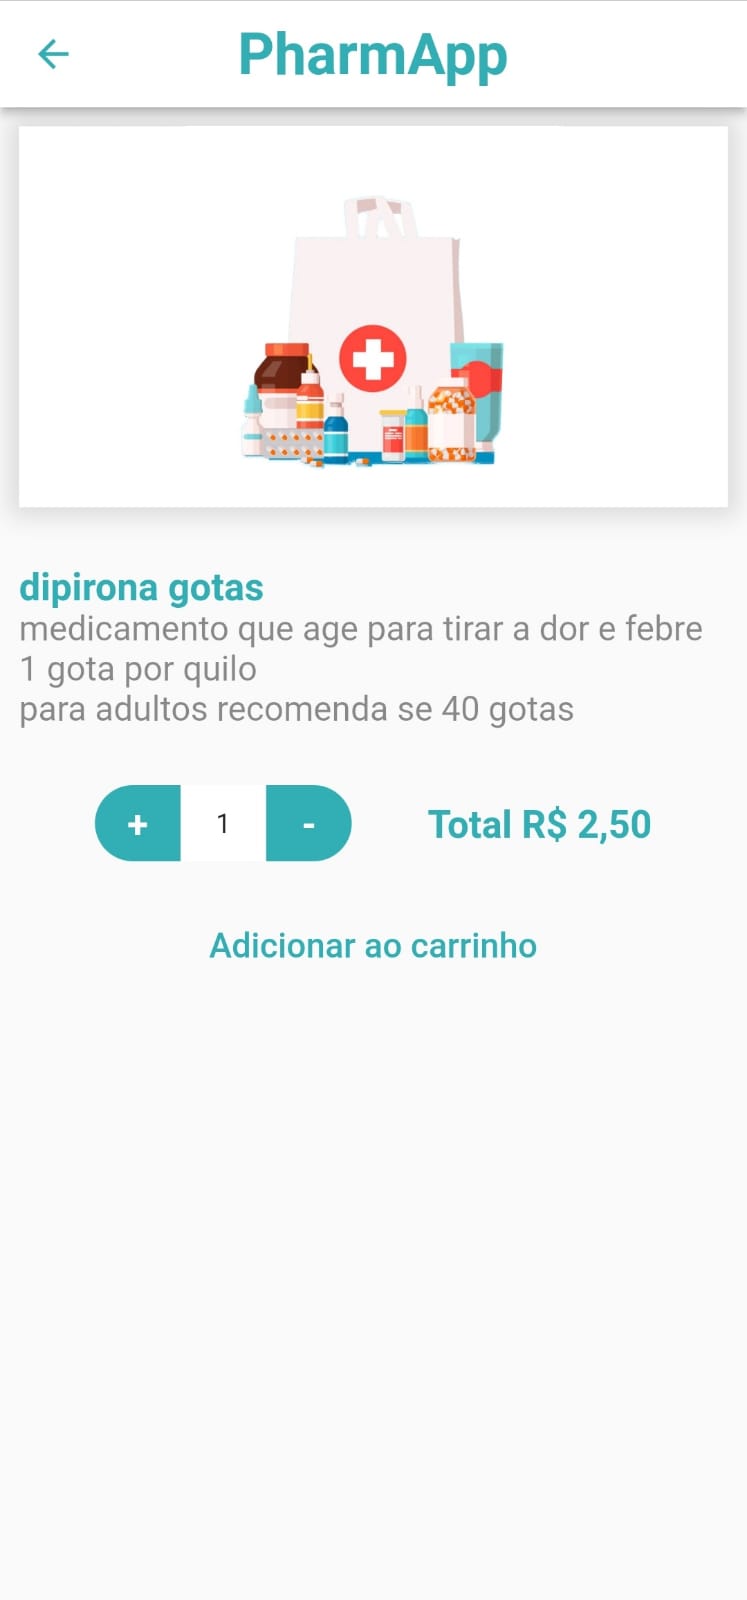 PharmApp
dipirona gotas
medicamento que age para tirar a dor e febre
1 gota por quilo
para adultos recomenda se 40 gotas
+ 1 - Total R$ 2,50
Adicionar ao carrinho